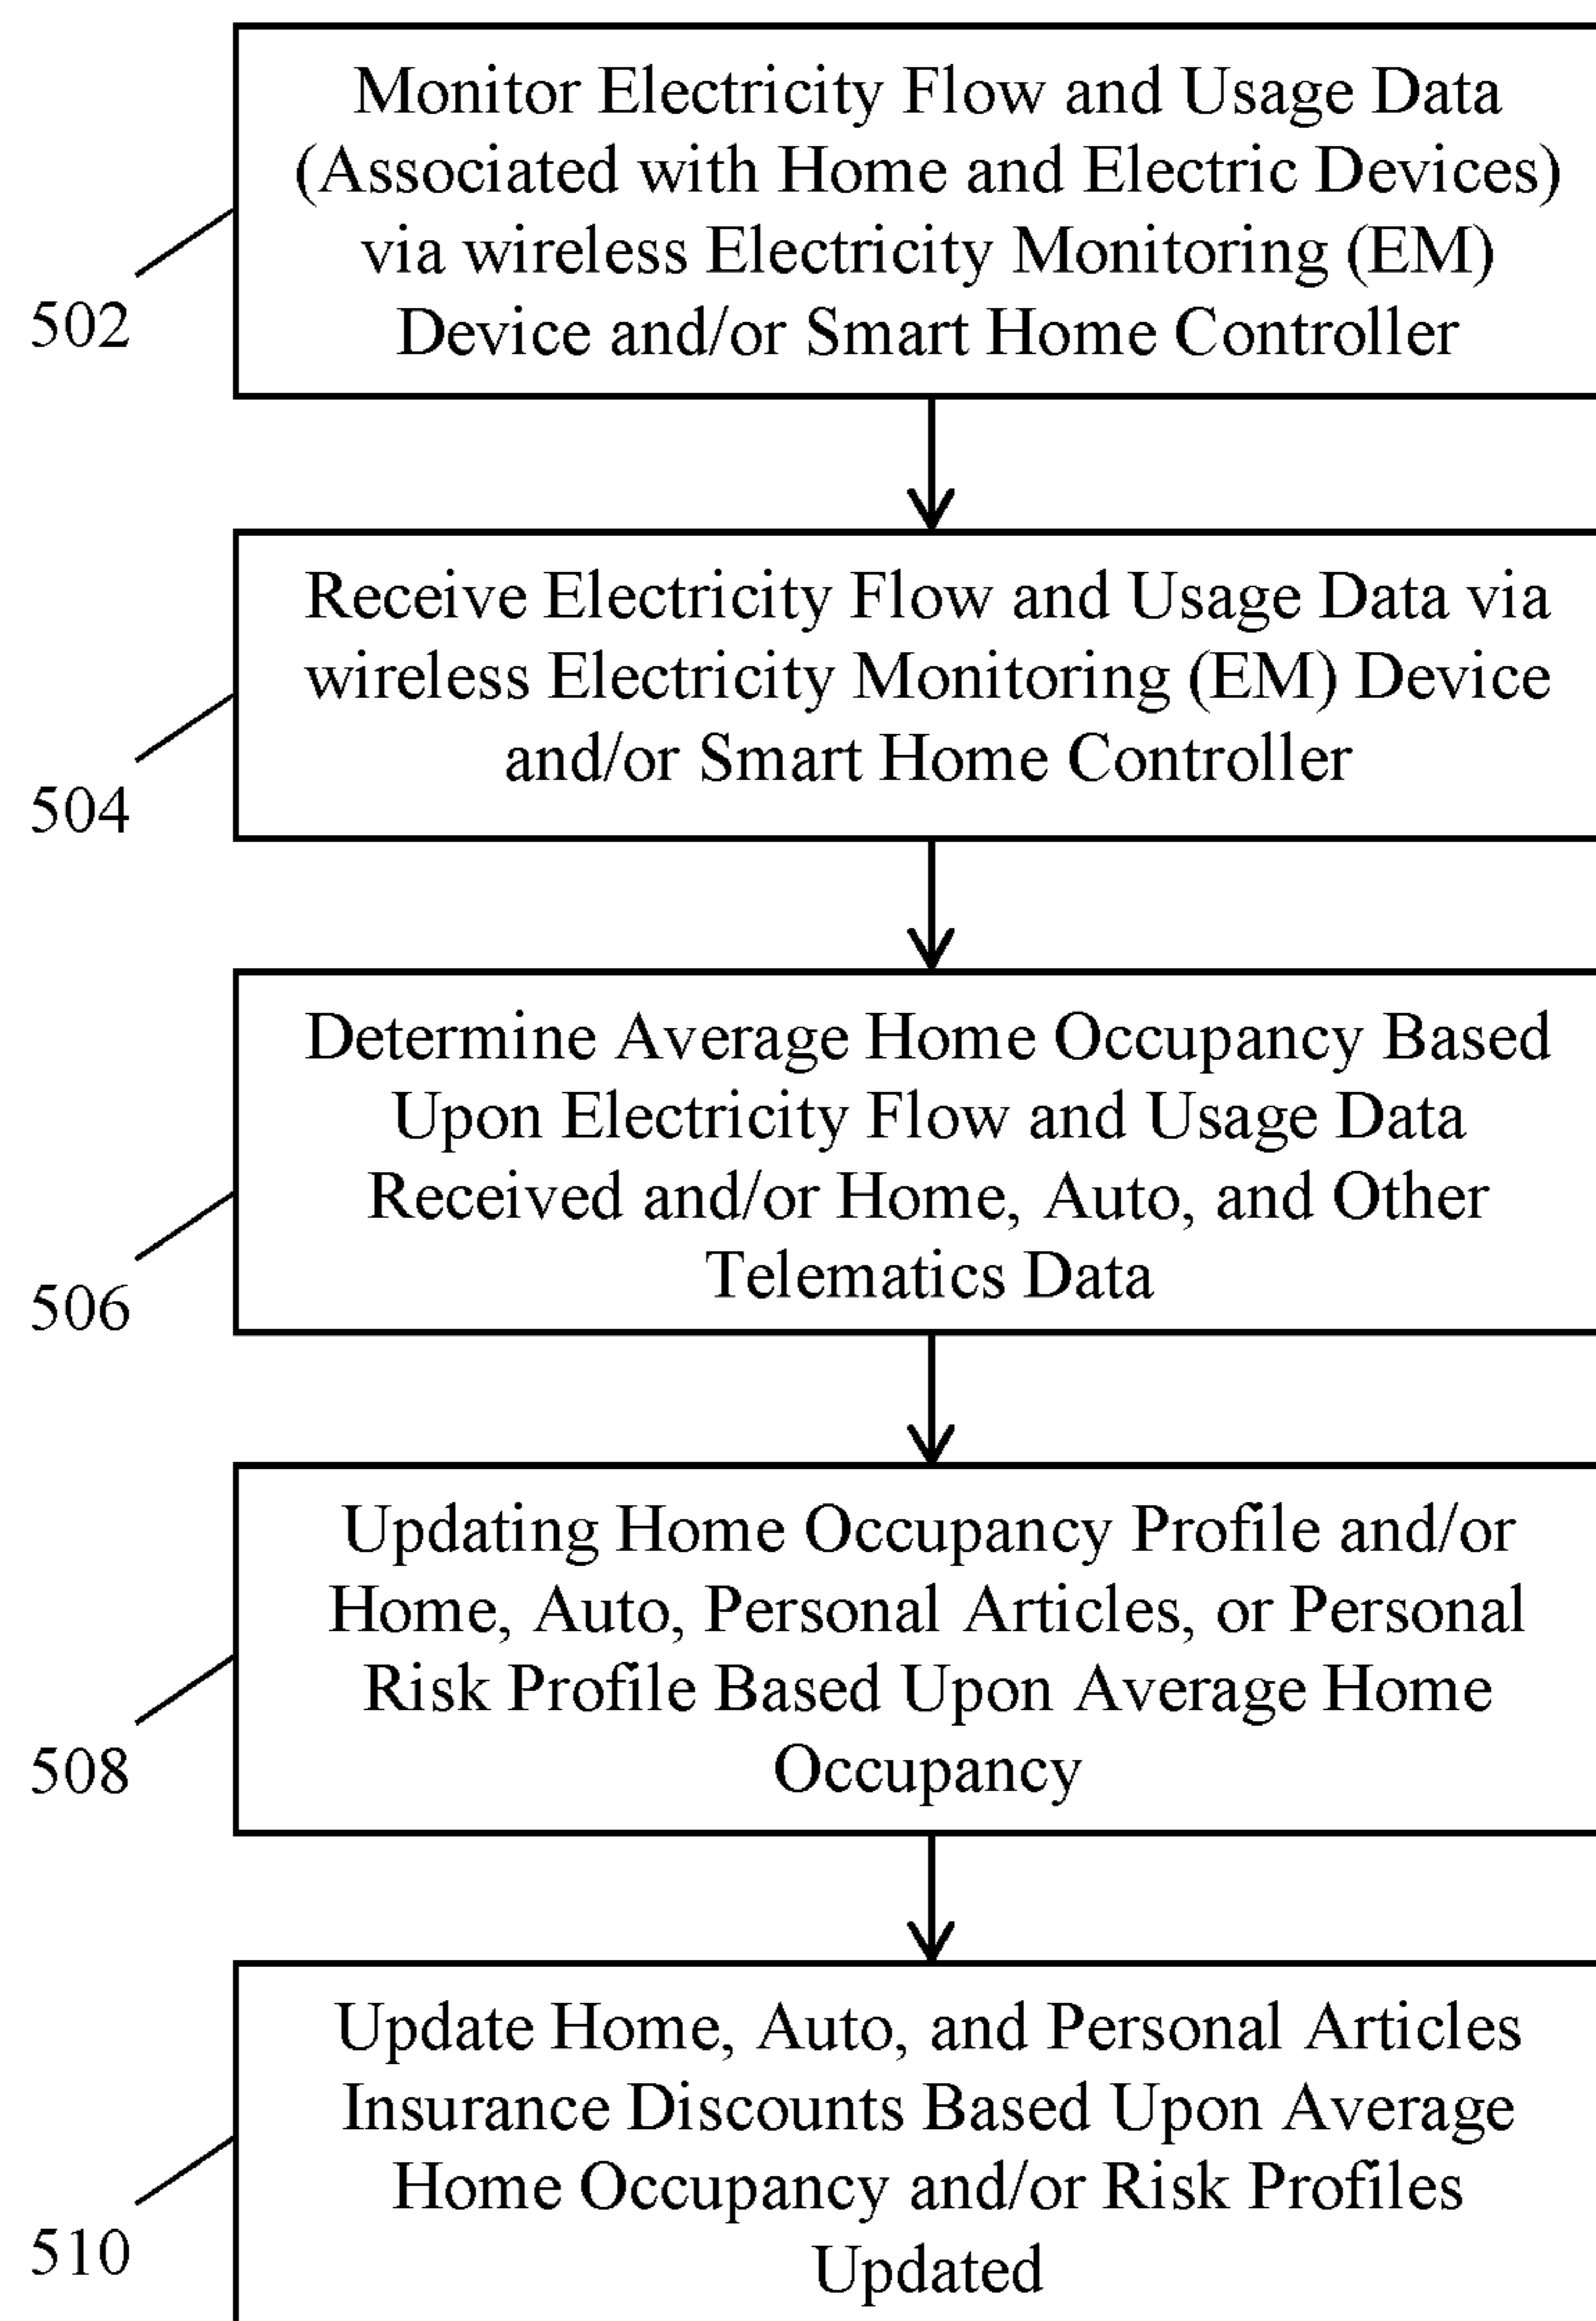 Monitor Electricity Flow and Usage Data
(Associated with Home and Electric Devices)
via wireless Electricity Monitoring (EM)
Device and/or Smart Home Controller
502
Receive Electricity Flow and Usage Data via
wireless Electricity Monitoring (EM) Device
and/or Smart Home Controller
504
Determine Average Home Occupancy Based
Upon Electricity Flow and Usage Data
Received and/or Home, Auto, and Other
Telematics Data
506
Updating Home Occupancy Profile and/or
Home, Auto, Personal Articles, or Personal
Risk Profile Based Upon Average Home
Occupancy
508
Update Home, Auto, and Personal Articles
Insurance Discounts Based Upon Average
Home Occupancy and/or Risk Profiles
Updated
510